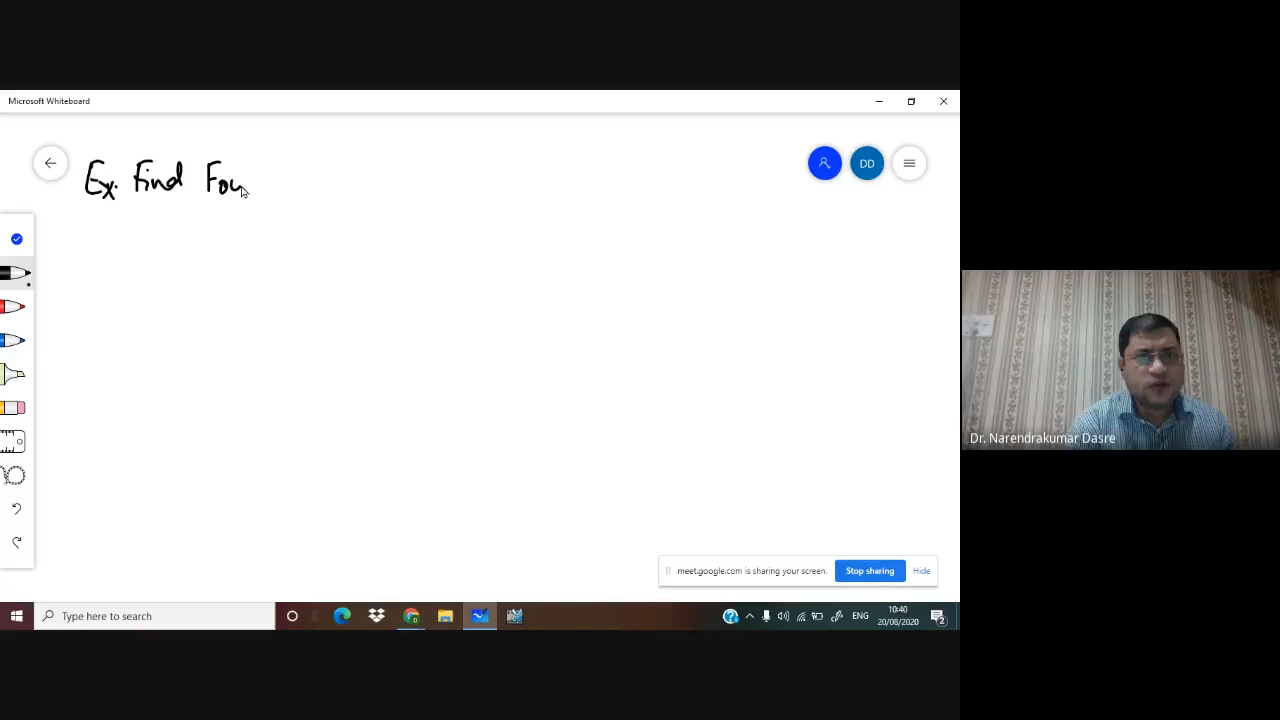 Microsoft Whiteboard
Ex. Find Fou
DD
Dr. Narendrakumar Dasre
meet.google.com is sharing your screen.
Stop sharing
Hide
Type here to search
ENG
10:40
20/08/2020
2